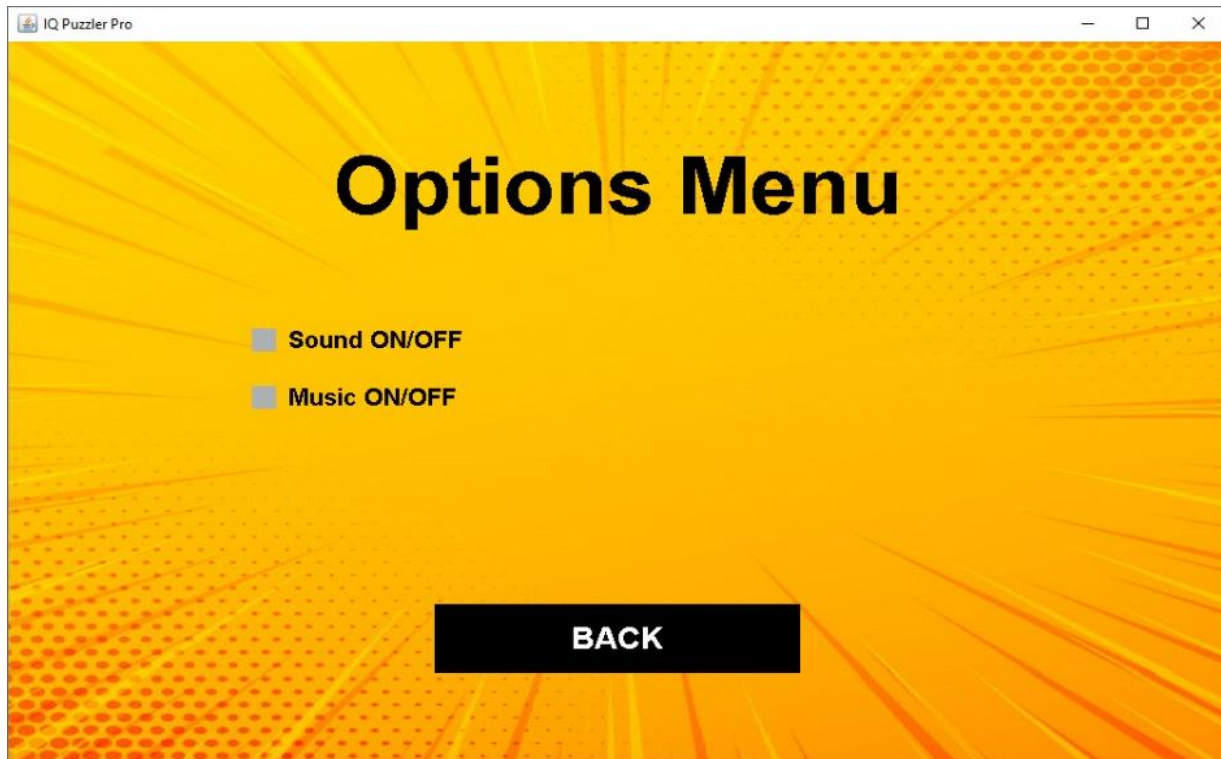 IQ Puzzler Pro
Options Menu
Sound ON/OFF
Music ON/OFF
BACK